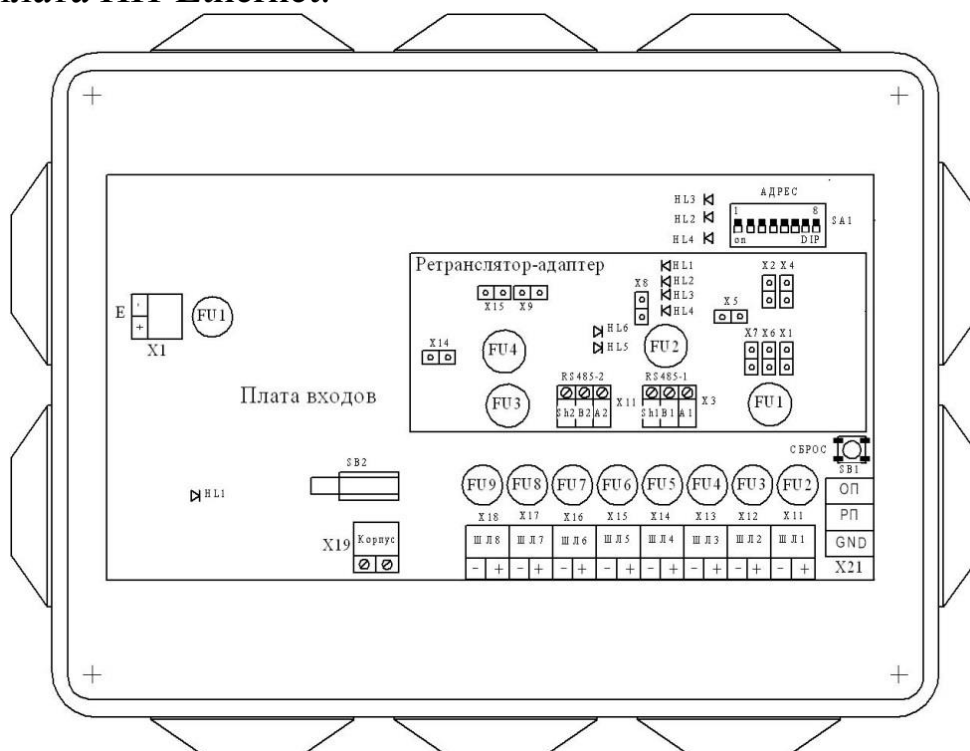 плата НП Ethernet.
АДРЕС
HL3
1 8
HL2
SA1
HL4
on DIP
Ретранслятор-адаптер
HL1
X2 X4
X8
HL2
HL3
X5
HL4
X15 X9
E
-
+
FU1
X1
HL6
HL5
X14
FU4
FU2
X7 X6 X1
RS485-2
RS485-1
Плата входов
FU3
Sh2 B2 A2
X11
Sh1 B1 A1
X3
FU1
СБРОС
SB1
SB2
HL1
FU9 FU8 FU7 FU6 FU5 FU4 FU3 FU2
ОП
X18 X17 X16 X15 X14 X13 X12 X11
РП
X19
Корпус
ШЛ8 ШЛ7 ШЛ6 ШЛ5 ШЛ4 ШЛ3 ШЛ2 ШЛ1
GND
- + - + - + - + - + - + - + - +
X21